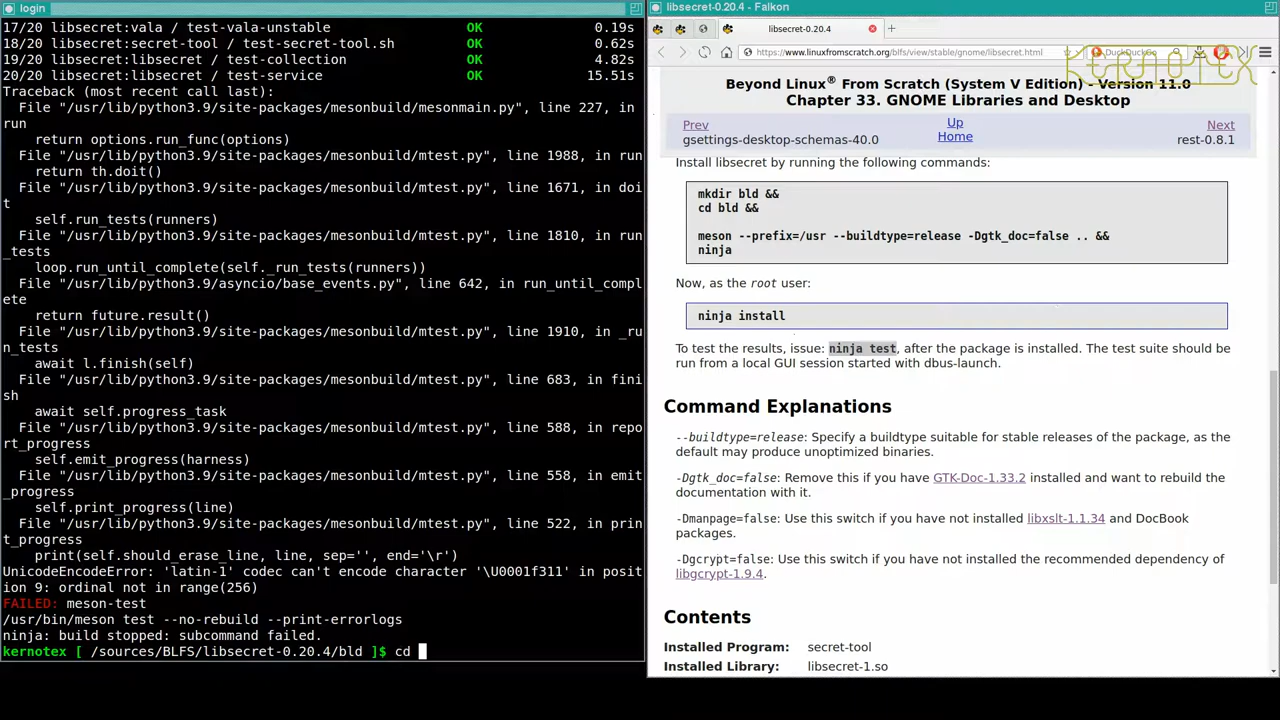 login
17/20 libsecret:vala / test-vala-unstable OK 0.19s
18/20 libsecret:secret-tool / test-secret-tool.sh OK 0.62s
19/20 libsecret:libsecret / test-collection OK 4.82s
20/20 libsecret:libsecret / test-service OK 15.51s
Traceback (most recent call last):
File "/usr/lib/python3.9/site-packages/mesonbuild/mesonmain.py", line 227, in
run
return options.run_func(options)
File "/usr/lib/python3.9/site-packages/mesonbuild/mtest.py", line 1988, in run
return th.doit()
File "/usr/lib/python3.9/site-packages/mesonbuild/mtest.py", line 1671, in doi
t
self.run_tests(runners)
File "/usr/lib/python3.9/site-packages/mesonbuild/mtest.py", line 1810, in run
_tests
loop.run_until_complete(self._run_tests(runners))
File "/usr/lib/python3.9/asyncio/base_events.py", line 642, in run_until_compl
ete
return future.result()
File "/usr/lib/python3.9/site-packages/mesonbuild/mtest.py", line 1910, in _ru
n_tests
await l.finish(self)
File "/usr/lib/python3.9/site-packages/mesonbuild/mtest.py", line 683, in fini
sh
await self.progress_task
File "/usr/lib/python3.9/site-packages/mesonbuild/mtest.py", line 588, in repo
rt_progress
self.emit_progress(harness)
File "/usr/lib/python3.9/site-packages/mesonbuild/mtest.py", line 558, in emit
_progress
self.print_progress(line)
File "/usr/lib/python3.9/site-packages/mesonbuild/mtest.py", line 522, in prin
t_progress
print(self.should_erase_line, line, sep='', end='\r')
UnicodeEncodeError: 'latin-1' codec can't encode character '\U0001f311' in posit
ion 9: ordinal not in range(256)
FAILED: meson-test
/usr/bin/meson test --no-rebuild --print-errorlogs
ninja: build stopped: subcommand failed.
kernotex [ /sources/BLFS/libsecret-0.20.4/bld ]$ cd
libsecret-0.20.4 - Falkon
libsecret-0.20.4
https://www.linuxfromscratch.org/blfs/view/stable/gnome/libsecret.html
DuckDuckGo
KERNOTEX
Beyond Linux® From Scratch (System V Edition) - Version 11.0
Chapter 33. GNOME Libraries and Desktop
Prev Up Next
gsettings-desktop-schemas-40.0 Home rest-0.8.1
Install libsecret by running the following commands:
mkdir bld &&
cd bld &&
meson --prefix=/usr --buildtype=release -Dgtk_doc=false .. &&
ninja
Now, as the root user:
ninja install
To test the results, issue: ninja test, after the package is installed. The test suite should be
run from a local GUI session started with dbus-launch.
Command Explanations
--buildtype=release: Specify a buildtype suitable for stable releases of the package, as the
default may produce unoptimized binaries.
-Dgtk_doc=false: Remove this if you have GTK-Doc-1.33.2 installed and want to rebuild the
documentation with it.
-Dmanpage=false: Use this switch if you have not installed libxslt-1.1.34 and DocBook
packages.
-Dgcrypt=false: Use this switch if you have not installed the recommended dependency of
libgcrypt-1.9.4.
Contents
Installed Program: secret-tool
Installed Library: libsecret-1.so